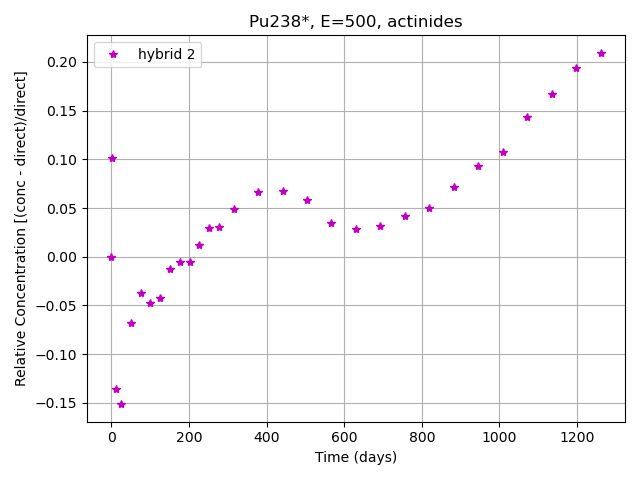 Pu238*, E=500, actinides
hybrid 2
0.20
0.15
0.10
0.05
0.00
−0.05
−0.10
−0.15
Relative Concentration [(conc - direct)/direct]
0 200 400 600 800 1000 1200
Time (days)